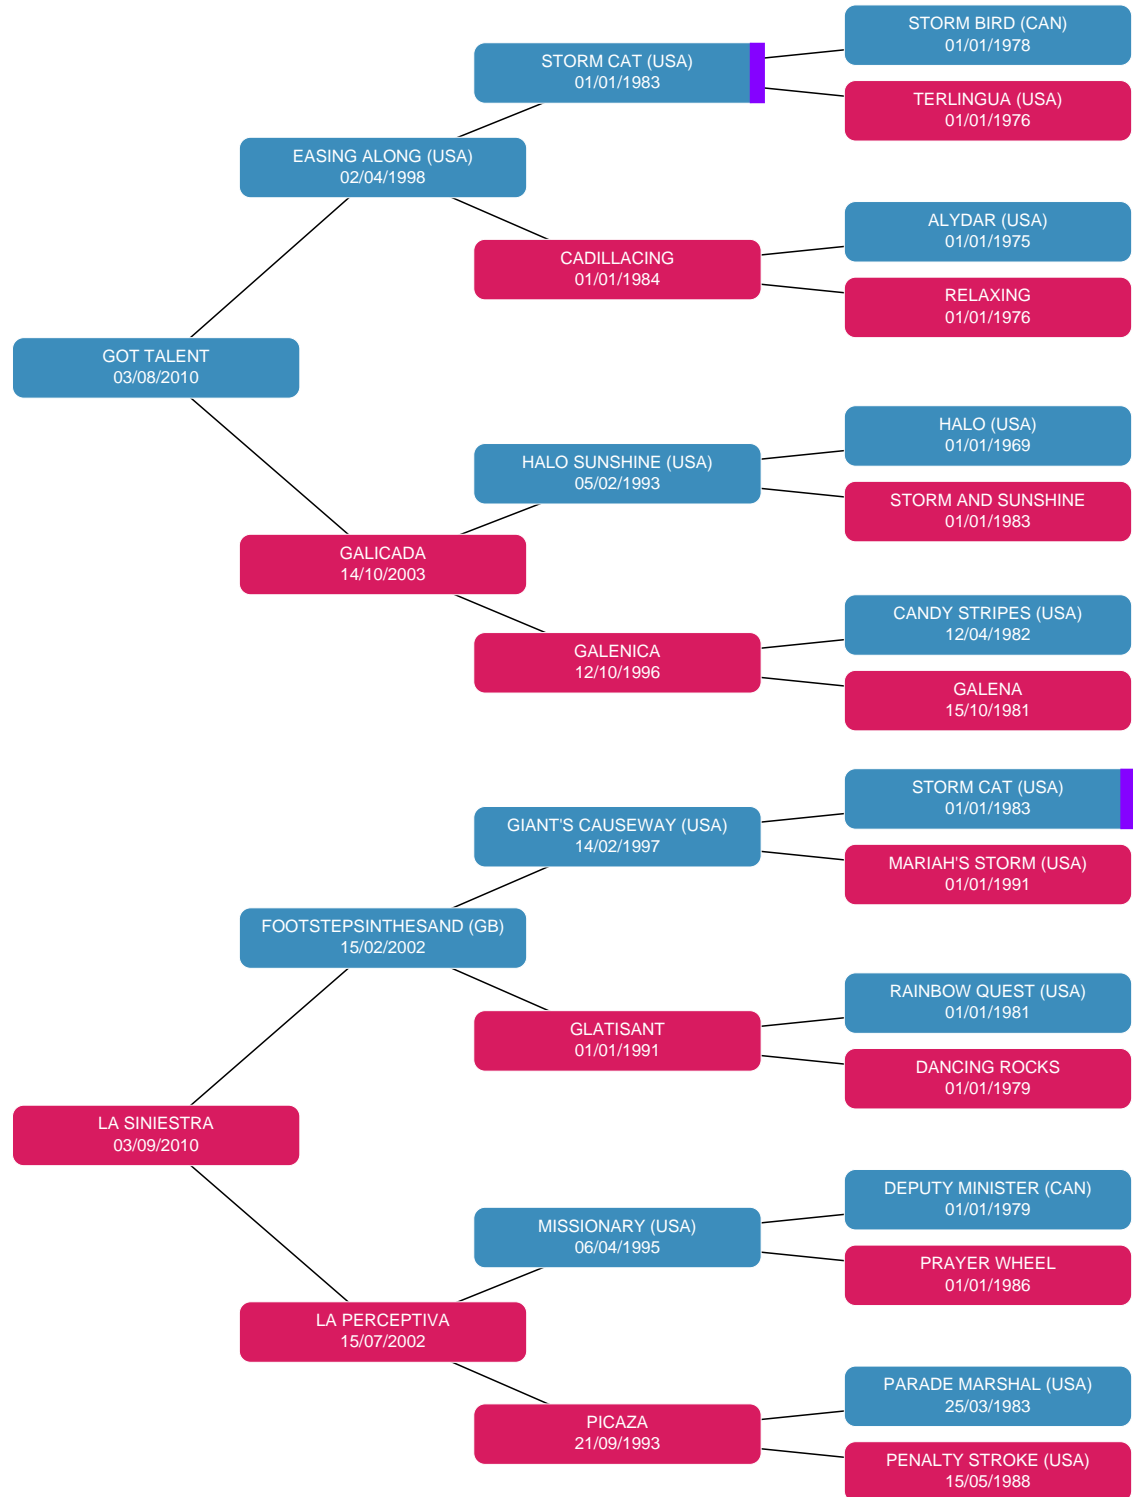 STORM BIRD (CAN)
01/01/1978
STORM CAT (USA)
01/01/1983
TERLINGUA (USA)
01/01/1976
EASING ALONG (USA)
02/04/1998
ALYDAR (USA)
01/01/1975
CADILLACING
01/01/1984
RELAXING
01/01/1976
GOT TALENT
03/08/2010
HALO (USA)
01/01/1969
HALO SUNSHINE (USA)
05/02/1993
STORM AND SUNSHINE
01/01/1983
GALICADA
14/10/2003
CANDY STRIPES (USA)
12/04/1982
GALENICA
12/10/1996
GALENA
15/10/1981
STORM CAT (USA)
01/01/1983
GIANT'S CAUSEWAY (USA)
14/02/1997
MARIAH'S STORM (USA)
01/01/1991
FOOTSTEPSINTHESAND (GB)
15/02/2002
RAINBOW QUEST (USA)
01/01/1981
GLATISANT
01/01/1991
DANCING ROCKS
01/01/1979
LA SINIESTRA
03/09/2010
DEPUTY MINISTER (CAN)
01/01/1979
MISSIONARY (USA)
06/04/1995
PRAYER WHEEL
01/01/1986
LA PERCEPTIVA
15/07/2002
PARADE MARSHAL (USA)
25/03/1983
PICAZA
21/09/1993
PENALTY STROKE (USA)
15/05/1988